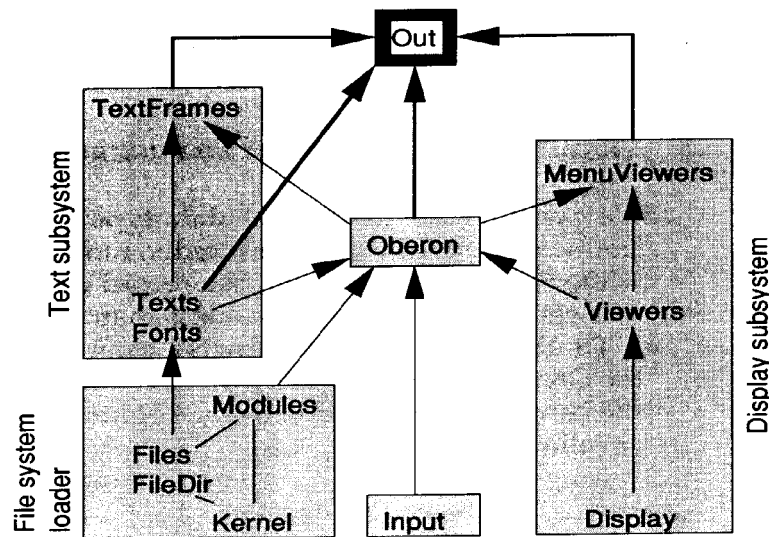 Out
TextFrames
Text subsystem
MenuViewers
Oberon
Display subsystem
Texts
Fonts
Viewers
Modules
File system
loader
Files
FileDir
Kernel
Input
Display